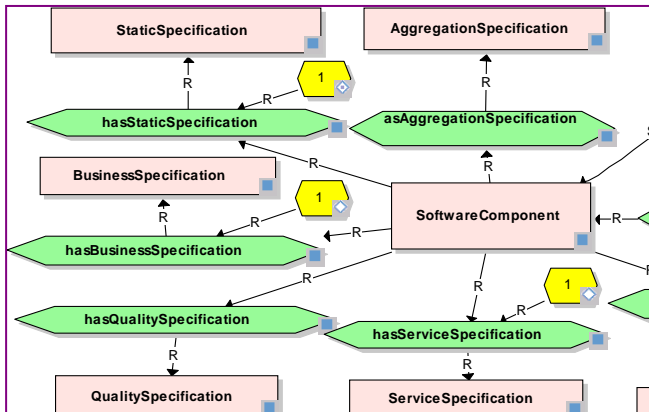 StaticSpecification
AggregationSpecification
R
R
1
R
hasStaticSpecification
asAggregationSpecification
R
R
BusinessSpecification
1
SoftwareComponent
R
R
R
R
hasBusinessSpecification
R
R
1
hasQualitySpecification
R
hasServiceSpecification
R
R
QualitySpecification
ServiceSpecification